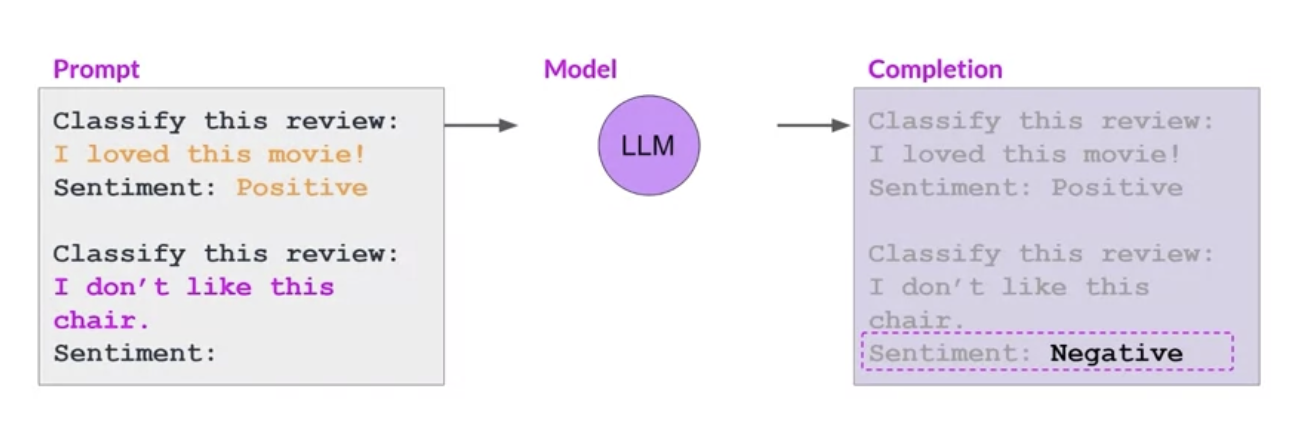 Prompt
Classify this review:
I loved this movie!
Sentiment: Positive
Classify this review:
I don’t like this
chair.
Sentiment:
Model
LLM
Completion
Classify this review:
I loved this movie!
Sentiment: Positive
Classify this review:
I don’t like this
chair.
Sentiment: Negative